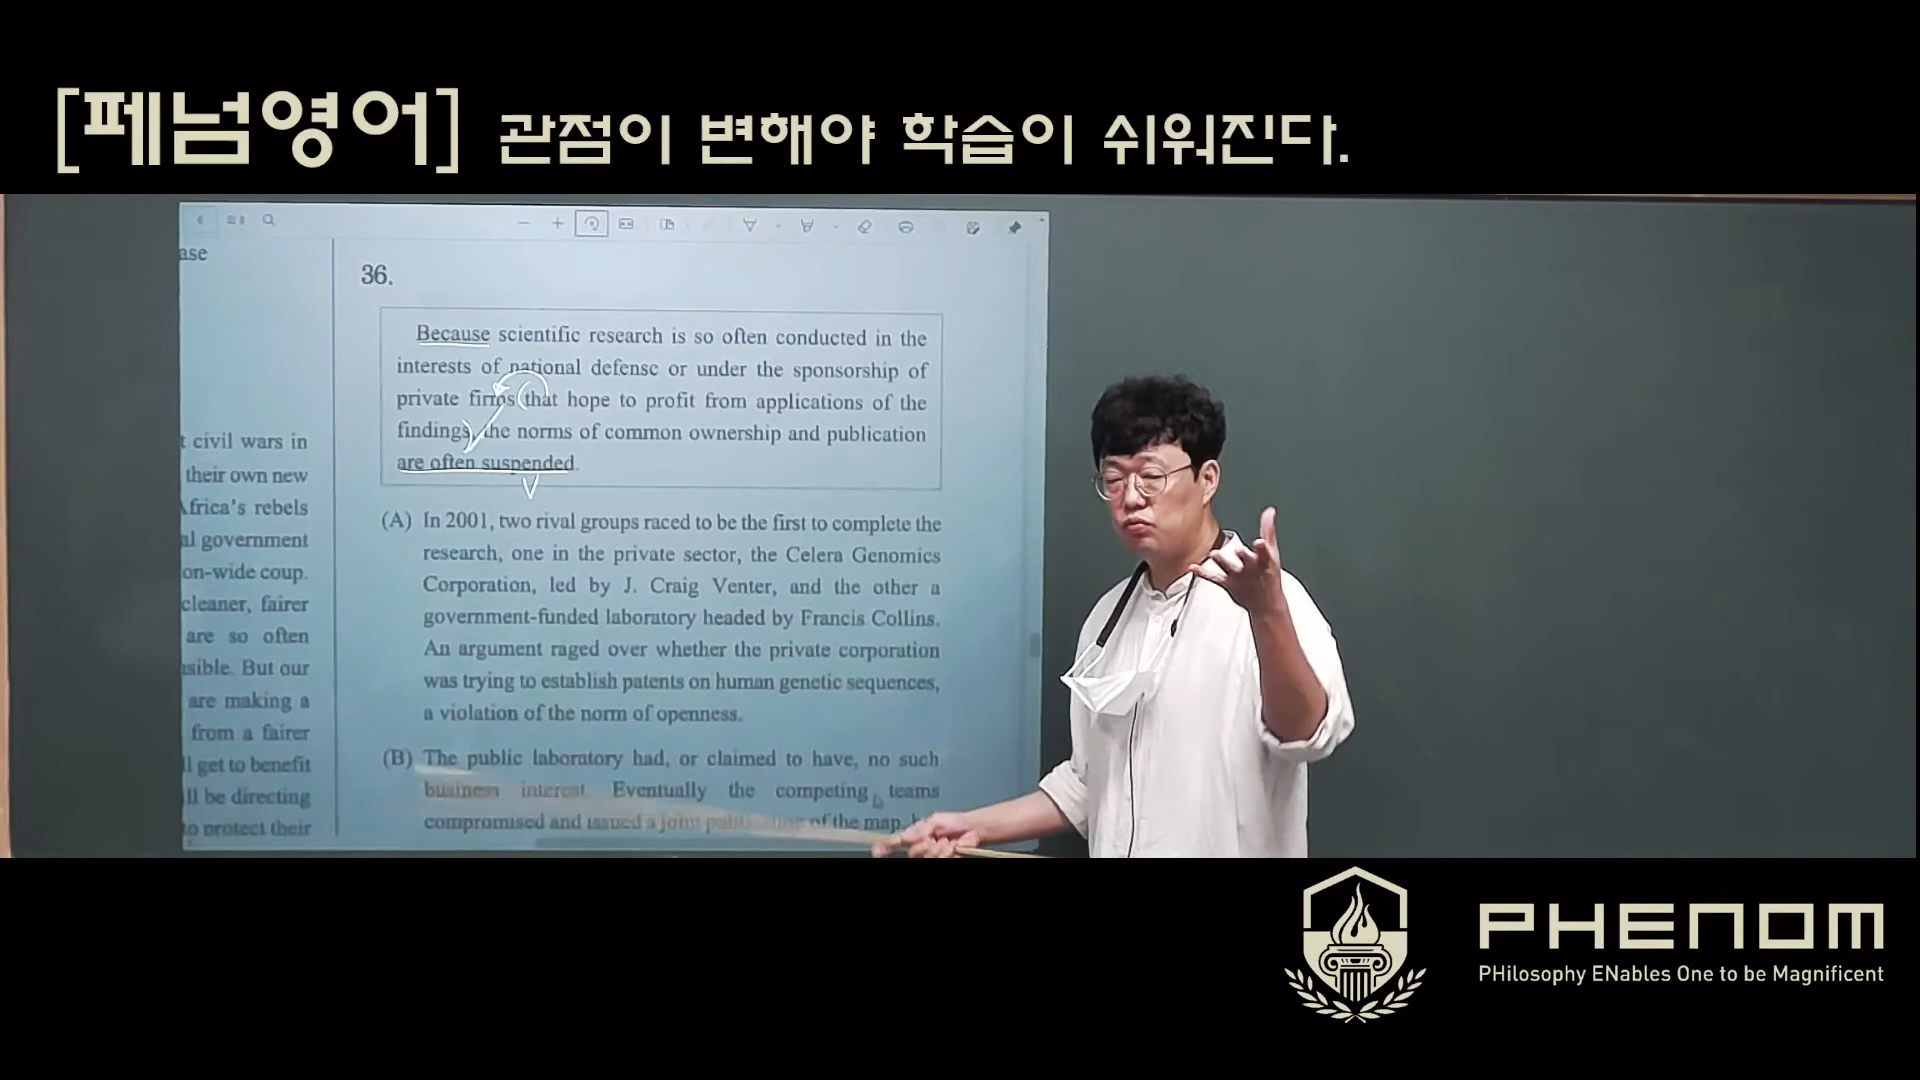 [페넘영어] 관점이 변해야 학습이 쉬워진다.
ase
t civil wars in
their own new
Africa's rebels
al government
on-wide coup.
cleaner, fairer
are so often
sible. But our
are making a
from a fairer
ll get to benefit
ll be directing
to protect their
36.
Because scientific research is so often conducted in the
interests of national defense or under the sponsorship of
private firms that hope to profit from applications of the
findings, the norms of common ownership and publication
are often suspended.
(A) In 2001, two rival groups raced to be the first to complete the
research, one in the private sector, the Celera Genomics
Corporation, led by J. Craig Venter, and the other a
government-funded laboratory headed by Francis Collins.
An argument raged over whether the private corporation
was trying to establish patents on human genetic sequences,
a violation of the norm of openness.
(B) The public laboratory had, or claimed to have, no such
business interest. Eventually the competing teams
compromised and issued a joint publication of the map,
PHENOM
PHilosophy ENables One to be Magnificent